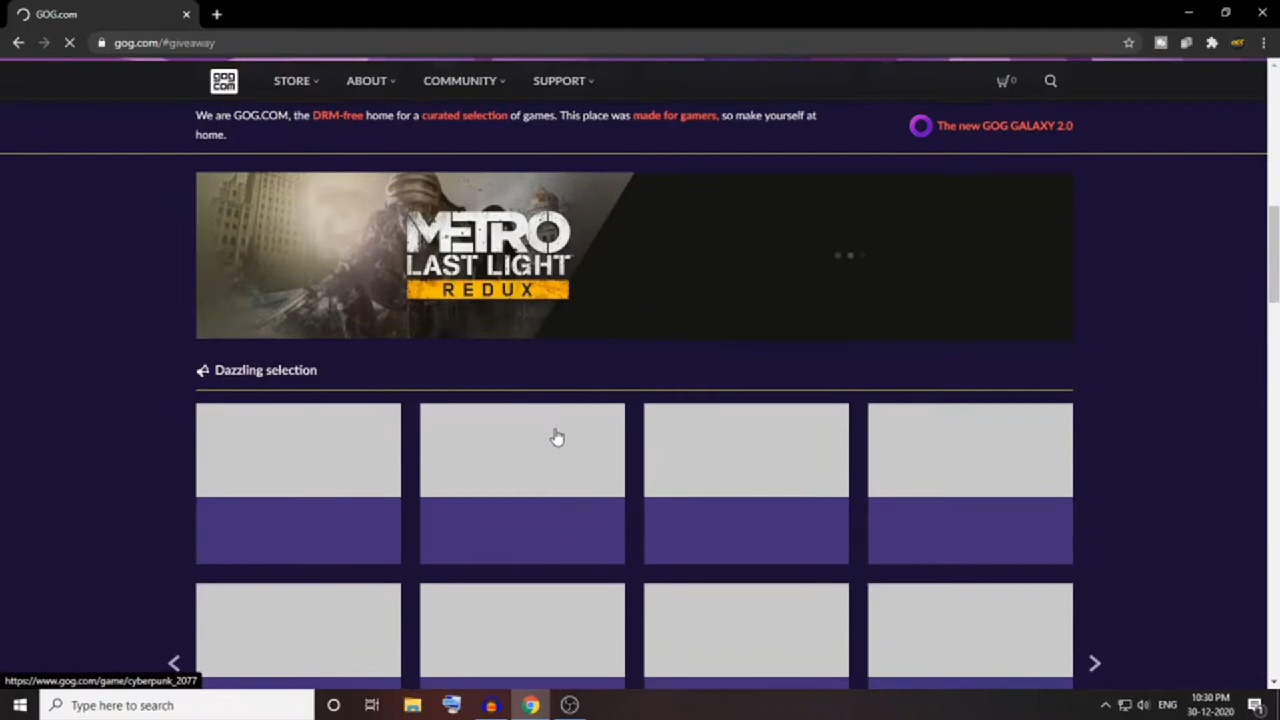 GOG.com
gog.com/#giveaway
GOG
COM
STORE
ABOUT
COMMUNITY
SUPPORT
0
We are GOG.COM, the DRM-free home for a curated selection of games. This place was made for gamers, so make yourself at
home.
The new GOG GALAXY 2.0
METRO
LAST LIGHT
REDUX
Dazzling selection
https://www.gog.com/game/cyberpunk_2077
Type here to search
ENG
10:30 PM
30-12-2020